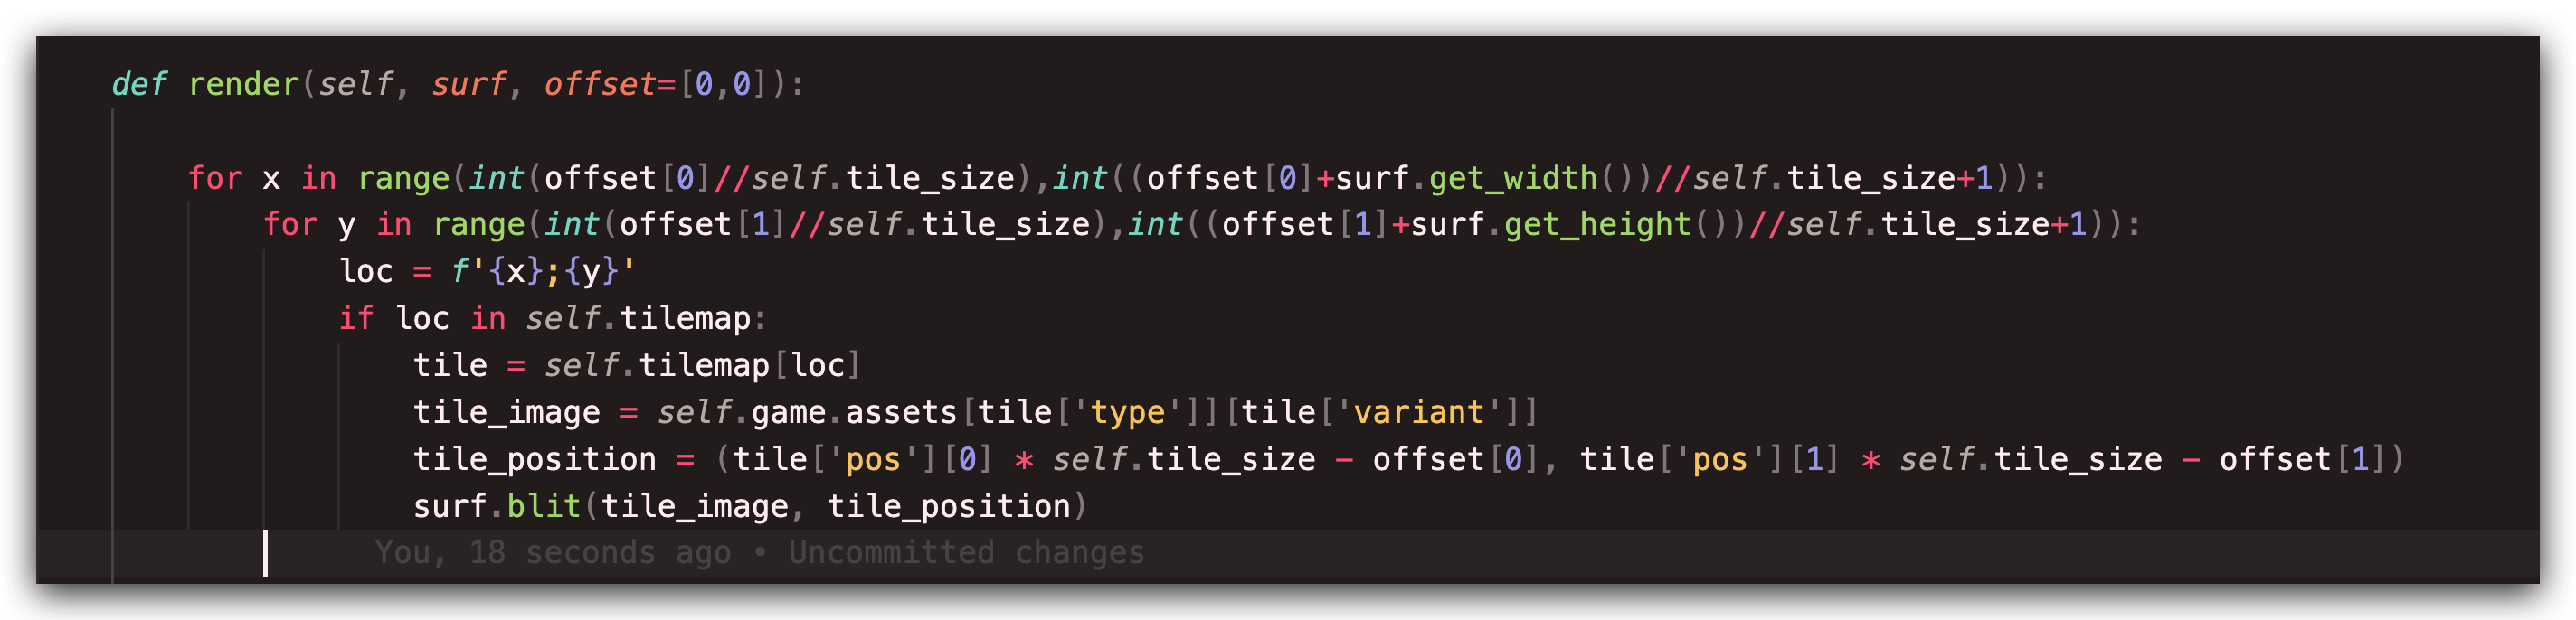 def render(self, surf, offset=[0,0]):
for x in range(int(offset[0]//self.tile_size),int((offset[0]+surf.get_width())//self.tile_size+1)):
for y in range(int(offset[1]//self.tile_size),int((offset[1]+surf.get_height())//self.tile_size+1)):
loc = f'{x};{y}'
if loc in self.tilemap:
tile = self.tilemap[loc]
tile_image = self.game.assets[tile['type']][tile['variant']]
tile_position = (tile['pos'][0] * self.tile_size - offset[0], tile['pos'][1] * self.tile_size - offset[1])
surf.blit(tile_image, tile_position)
You, 18 seconds ago • Uncommitted changes